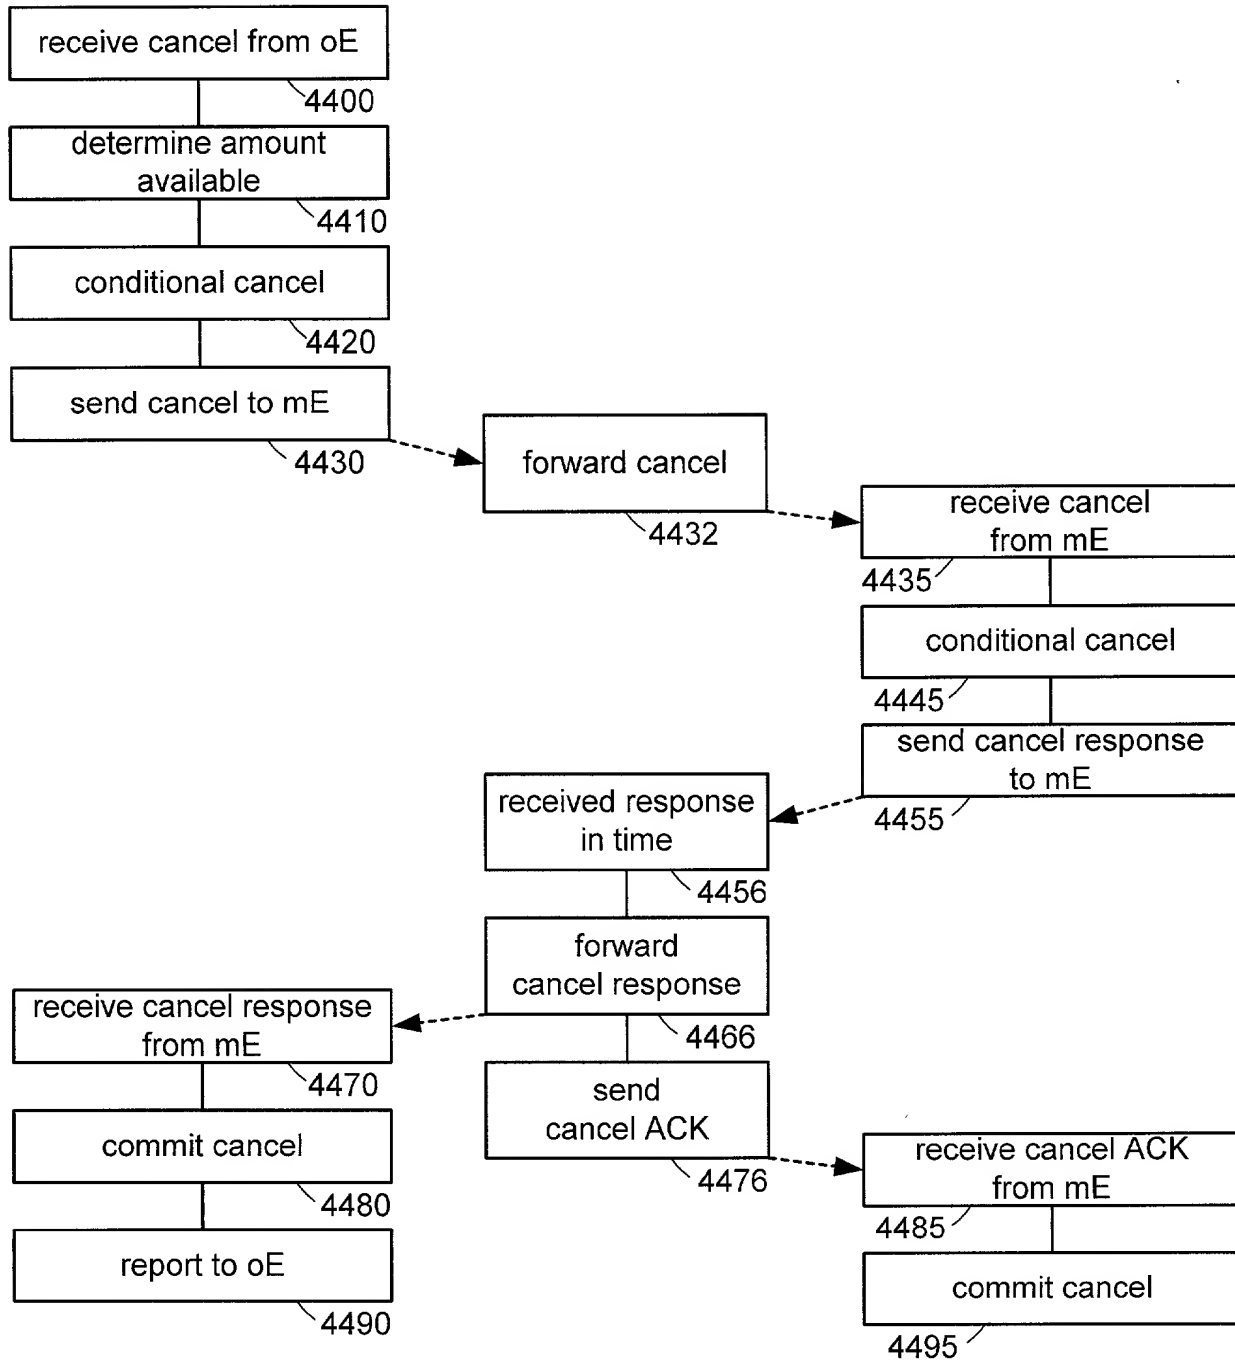 receive cancel from oE
4400
determine amount
available
4410
conditional cancel
4420
send cancel to mE
4430
forward cancel
4432
receive cancel
from mE
4435
conditional cancel
4445
send cancel response
to mE
4455
received response
in time
4456
forward
cancel response
4466
receive cancel response
from mE
4470
send
cancel ACK
4476
commit cancel
4480
receive cancel ACK
from mE
4485
report to oE
4490
commit cancel
4495